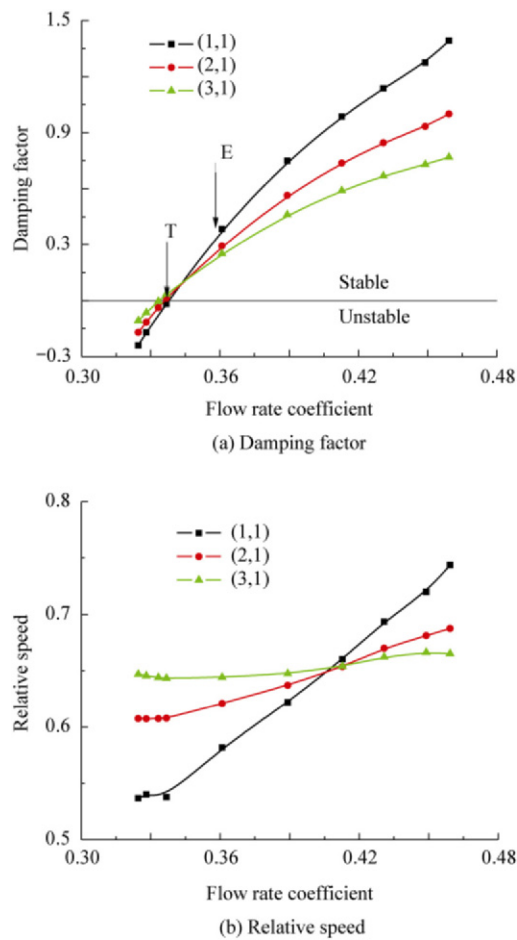 1.5
(1,1)
(2,1)
(3,1)
0.9
E
Damping factor
T
0.3
Stable
Unstable
−0.3
0.30
0.36
0.42
0.48
Flow rate coefficient
(a) Damping factor
0.8
(1,1)
(2,1)
(3,1)
0.7
Relative speed
0.6
0.5
0.30
0.36
0.42
0.48
Flow rate coefficient
(b) Relative speed